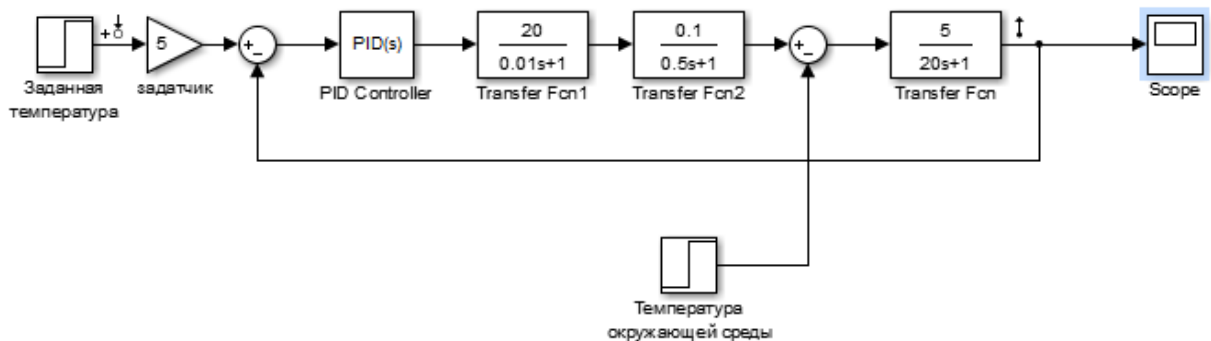 5
PID(s)
20
0.01s+1
0.1
0.5s+1
5
20s+1
Заданная
температура
задатчик
PID Controller
Transfer Fcn1
Transfer Fcn2
Transfer Fcn
Scope
Температура
окружающей среды